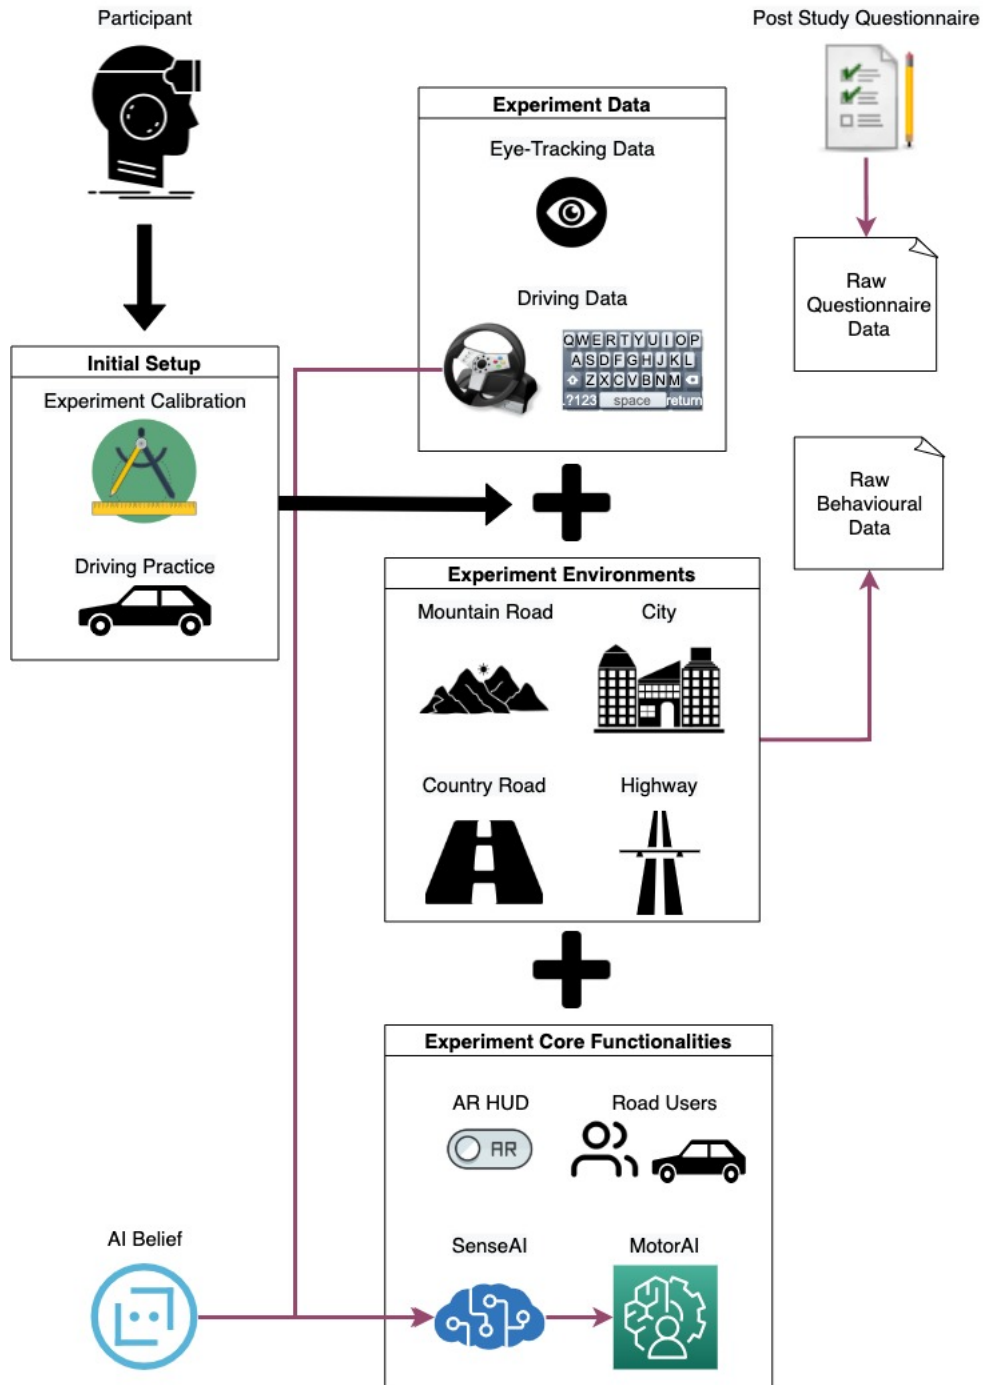 Participant
Post Study Questionnaire
Experiment Data
Eye-Tracking Data
Driving Data
QWERTYUIOP
ASDFGHJKL
ZXCVBNM
.?123 space return
Raw
Questionnaire
Data
Initial Setup
Experiment Calibration
Driving Practice
Raw
Behavioural
Data
Experiment Environments
Mountain Road
City
Country Road
Highway
Experiment Core Functionalities
AR HUD
AR
Road Users
AI Belief
SenseAI
MotorAI